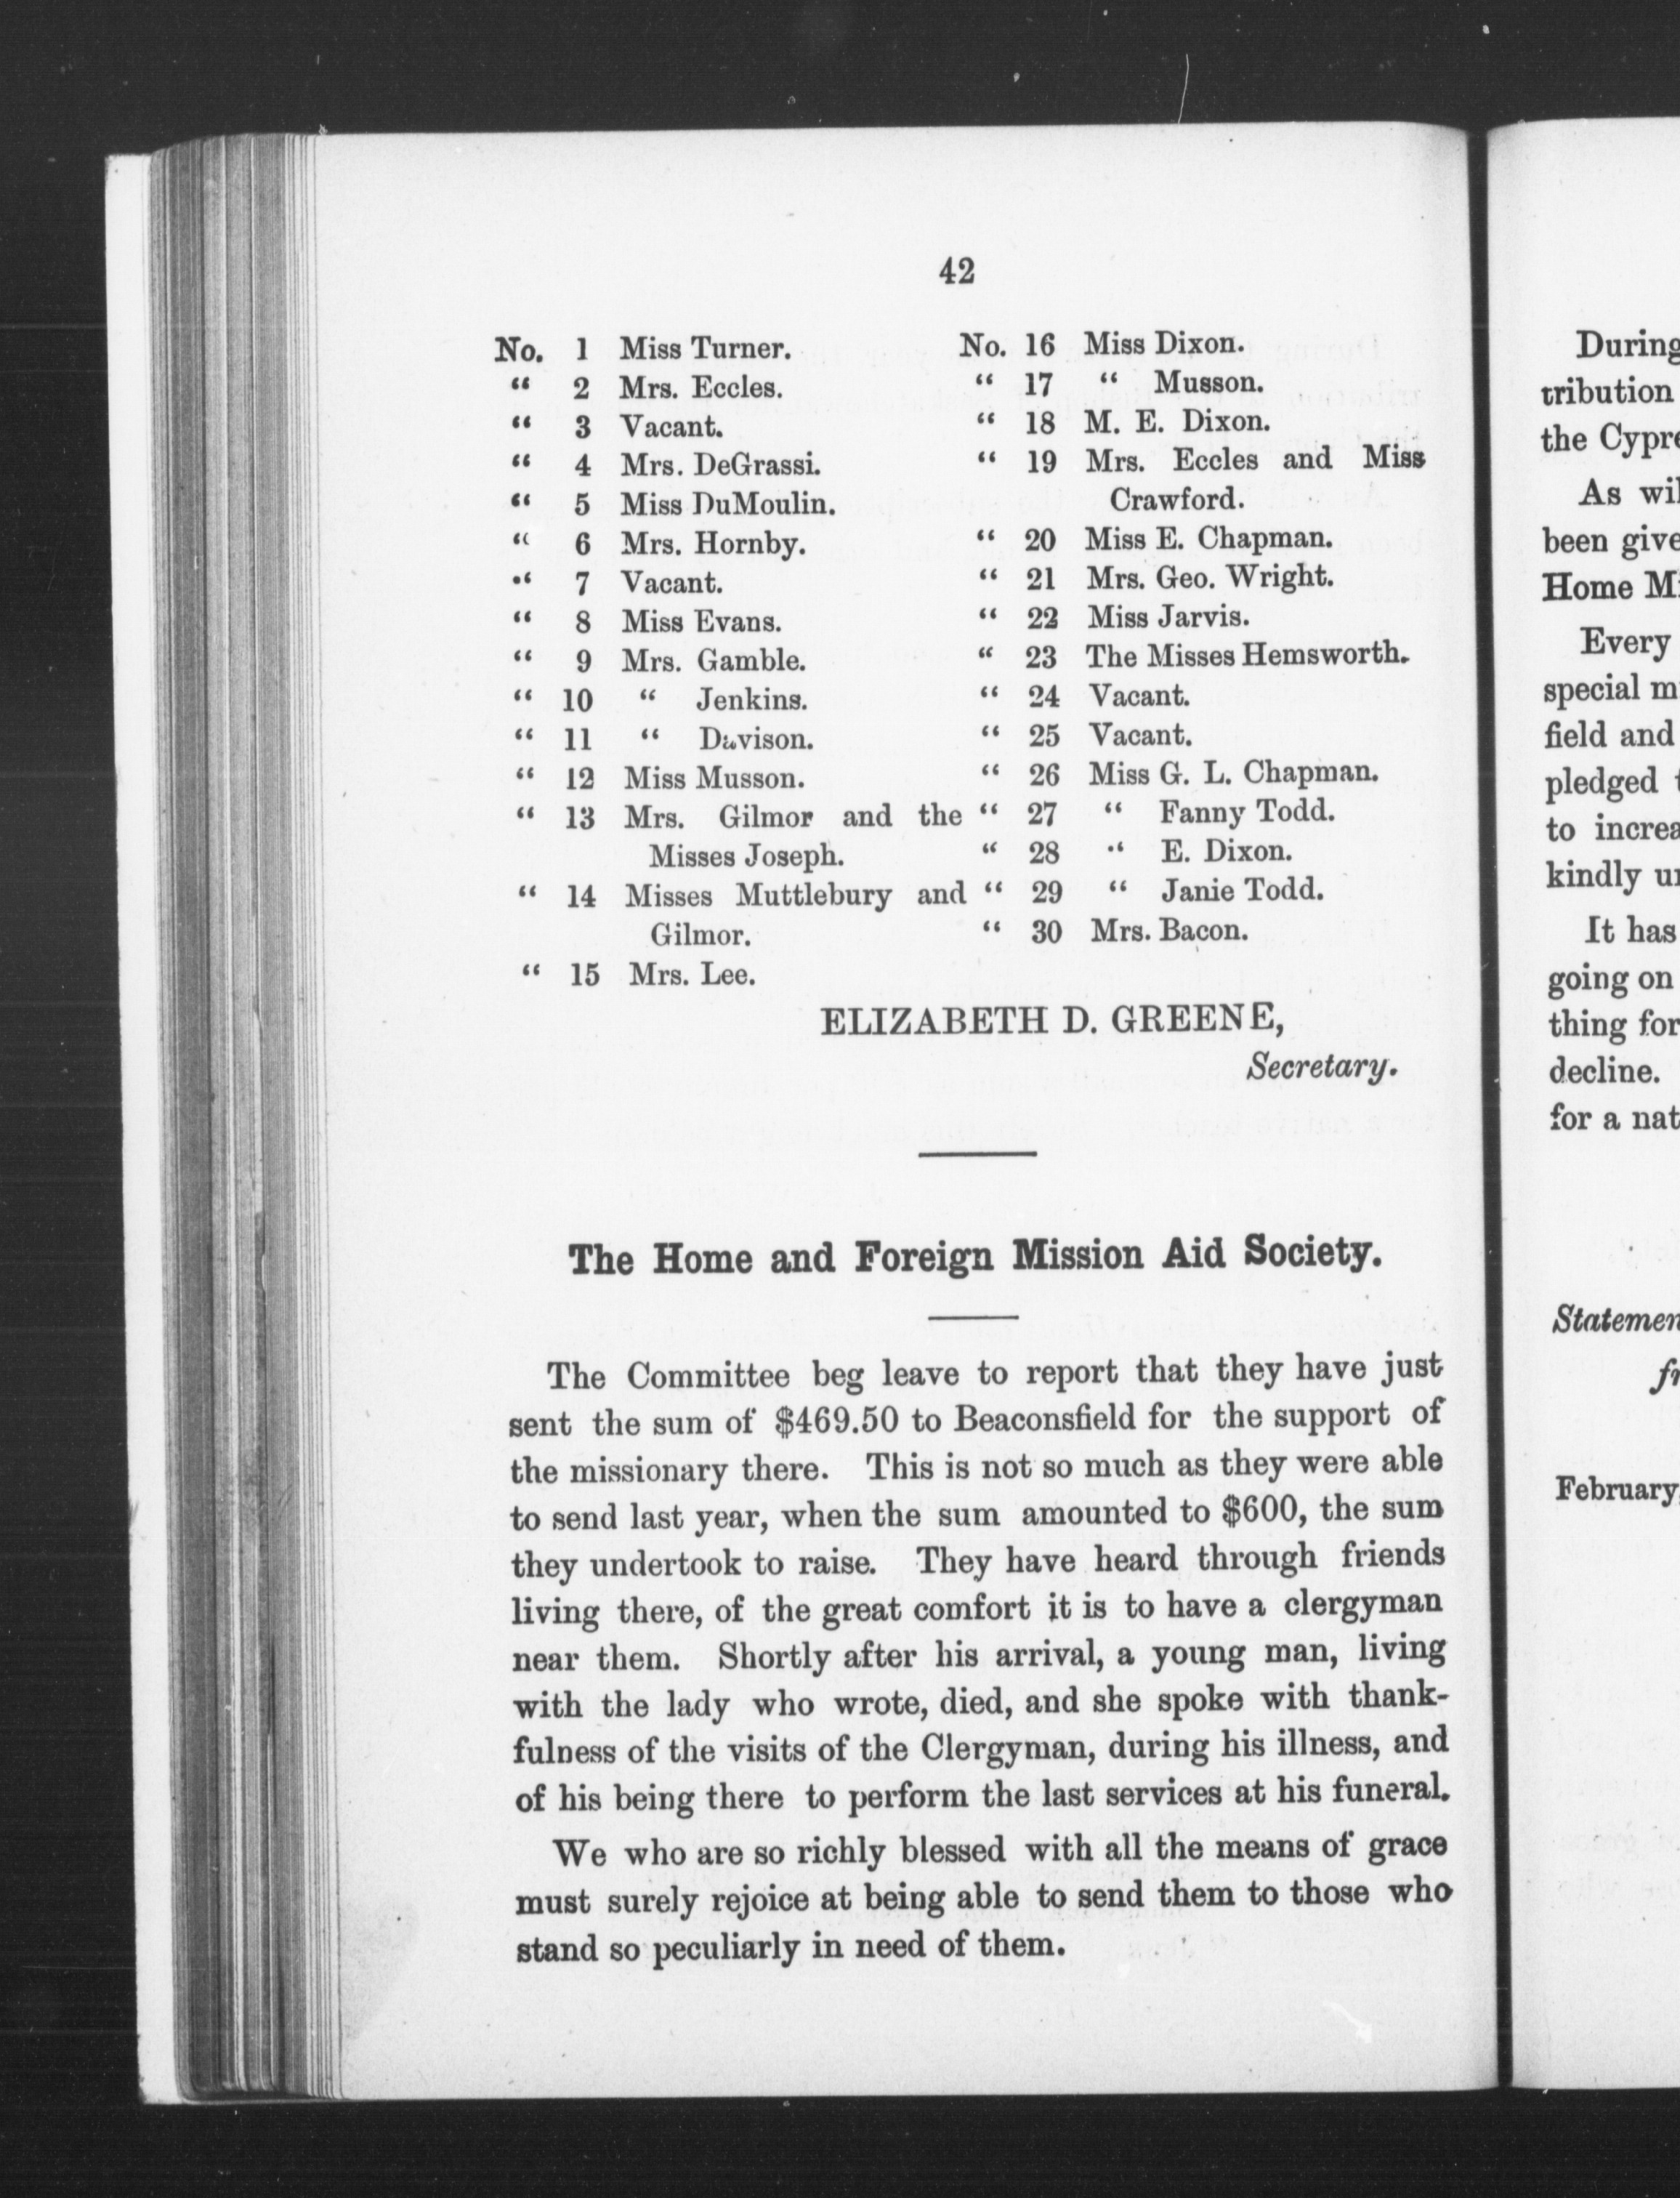 42
No. 1 Miss Turner.
“ 2 Mrs. Eccles.
“ 3 Vacant.
“ 4 Mrs. DeGrassi.
“ 5 Miss DuMoulin.
“ 6 Mrs. Hornby.
“ 7 Vacant.
“ 8 Miss Evans.
“ 9 Mrs. Gamble.
“ 10 “ Jenkins.
“ 11 “ Davison.
“ 12 Miss Musson.
“ 13 Mrs. Gilmor and the
Misses Joseph.
“ 14 Misses Muttlebury and
Gilmor.
“ 15 Mrs. Lee.
No. 16 Miss Dixon.
“ 17 “ Musson.
“ 18 M. E. Dixon.
“ 19 Mrs. Eccles and Miss
Crawford.
“ 20 Miss E. Chapman.
“ 21 Mrs. Geo. Wright.
“ 22 Miss Jarvis.
“ 23 The Misses Hemsworth.
“ 24 Vacant.
“ 25 Vacant.
“ 26 Miss G. L. Chapman.
“ 27 “ Fanny Todd.
“ 28 “ E. Dixon.
“ 29 “ Janie Todd.
“ 30 Mrs. Bacon.
ELIZABETH D. GREENE,
Secretary.
The Home and Foreign Mission Aid Society.
The Committee beg leave to report that they have just
sent the sum of $469.50 to Beaconsfield for the support of
the missionary there. This is not so much as they were able
to send last year, when the sum amounted to $600, the sum
they undertook to raise. They have heard through friends
living there, of the great comfort it is to have a clergyman
near them. Shortly after his arrival, a young man, living
with the lady who wrote, died, and she spoke with thank-
fulness of the visits of the Clergyman, during his illness, and
of his being there to perform the last services at his funeral.
We who are so richly blessed with all the means of grace
must surely rejoice at being able to send them to those who
stand so peculiarly in need of them.
During
tribution
the
As
been
Home
Every
special
field and
pledged
to
kindly
It has
going on
thing for
decline.
for a
February,